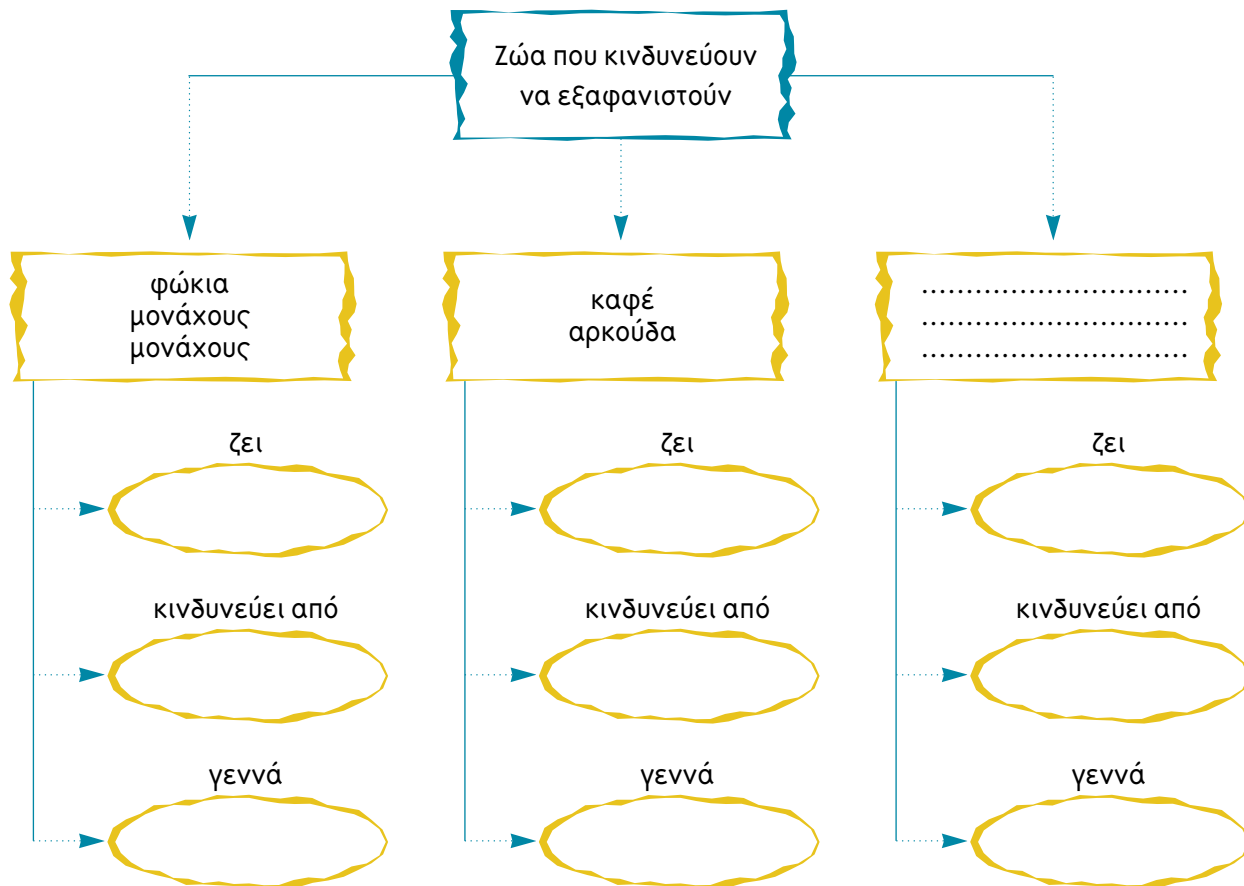 Ζώα που κινδυνεύουν
να εξαφανιστούν
φώκια
μονάχους
μονάχους
καφέ
αρκούδα
..............................
..............................
..............................
ζει
ζει
ζει
κινδυνεύει από
κινδυνεύει από
κινδυνεύει από
γεννά
γεννά
γεννά